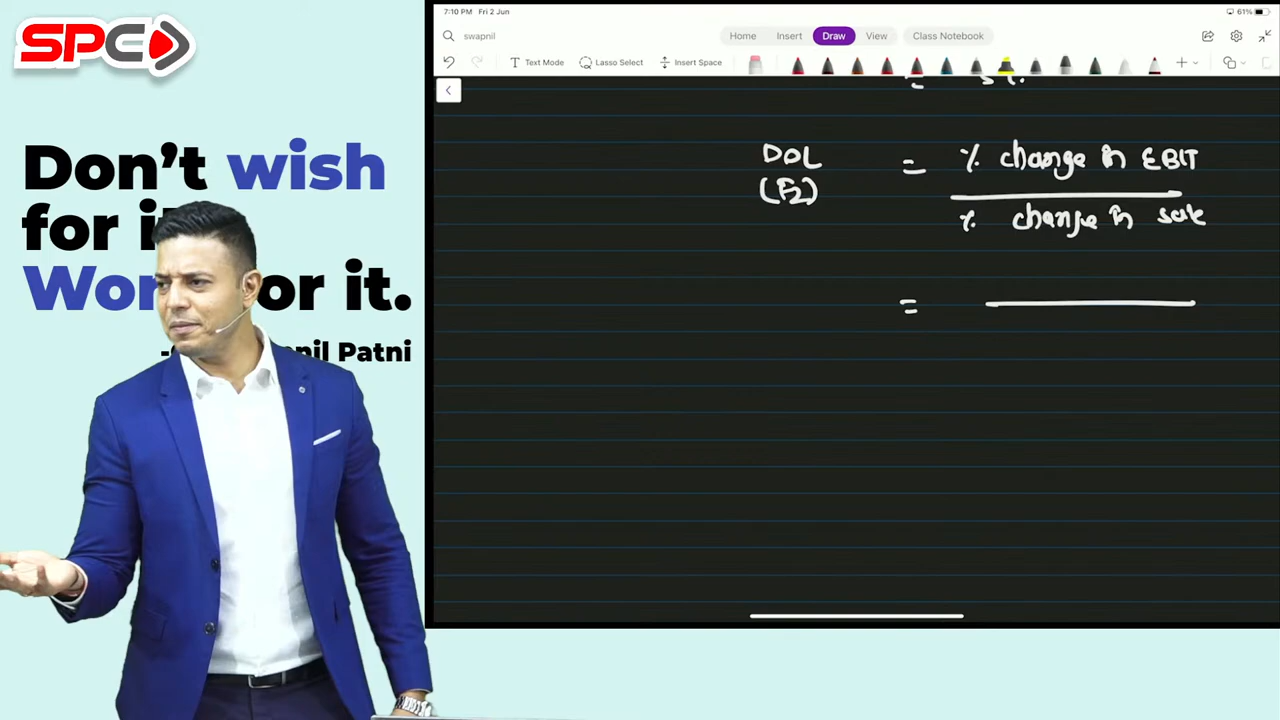 SPC
Don't wish
for i
Wor or it.
- nil Patni
7:10 PM Fri 2 Jun
61%
swapnil
Home Insert Draw View Class Notebook
Text Mode Lasso Select Insert Space
DOL = % change in EBIT
(F2) % change in sale
=